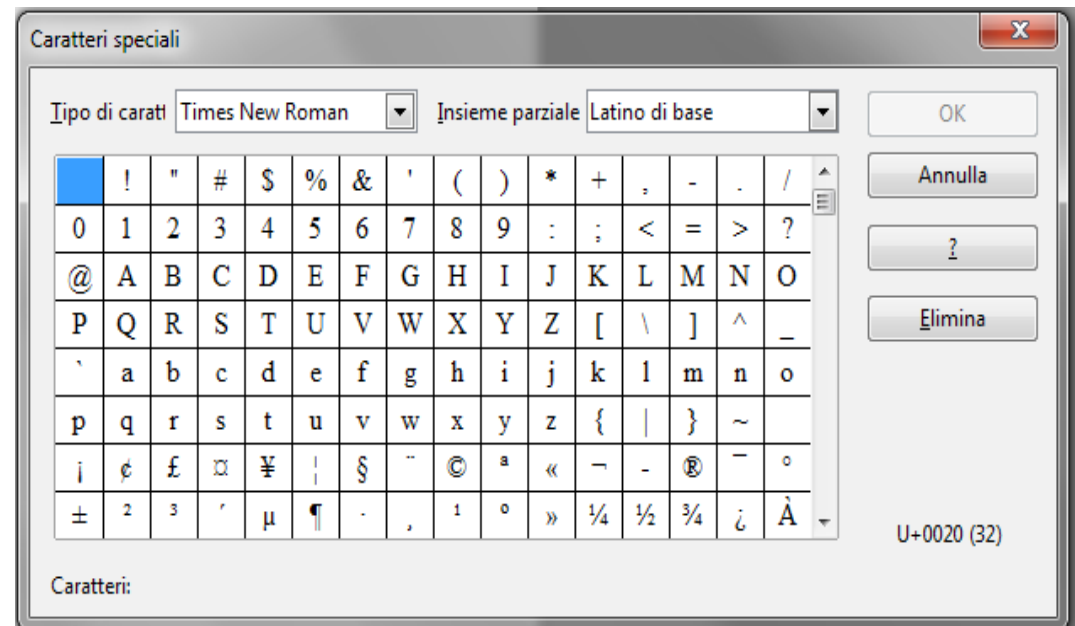 Caratteri speciali
X
Tipo di caratt Times New Roman Insieme parziale Latino di base
OK
Annulla
?
Elimina
! " # $ % & ' ( ) * + , - . /
0 1 2 3 4 5 6 7 8 9 : ; < = > ?
@ A B C D E F G H I J K L M N O
P Q R S T U V W X Y Z [ \ ] ^ _
` a b c d e f g h i j k l m n o
p q r s t u v w x y z { | } ~
¡ ¢ £ ¤ ¥ ¦ § ¨ © ª « ¬ - ® ¯ °
± ² ³ ´ µ ¶ · ¸ ¹ º » ¼ ½ ¾ ¿ À
U+0020 (32)
Caratteri: